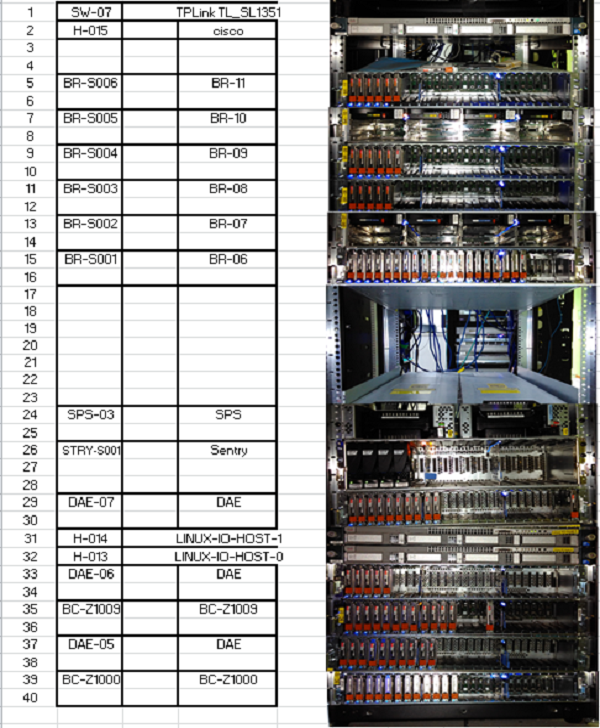 1 SW-07 TPLink TL_SL1351
2 H-015 cisco
3
4
5 BR-S006 BR-11
6
7 BR-S005 BR-10
8
9 BR-S004 BR-09
10
11 BR-S003 BR-08
12
13 BR-S002 BR-07
14
15 BR-S001 BR-06
16
17
18
19
20
21
22
23
24 SPS-03 SPS
25
26 STRY-S001 Sentry
27
28
29 DAE-07 DAE
30
31 H-014 LINUX-IO-HOST-1
32 H-013 LINUX-IO-HOST-0
33 DAE-06 DAE
34
35 BC-Z1009 BC-Z1009
36
37 DAE-05 DAE
38
39 BC-Z1000 BC-Z1000
40